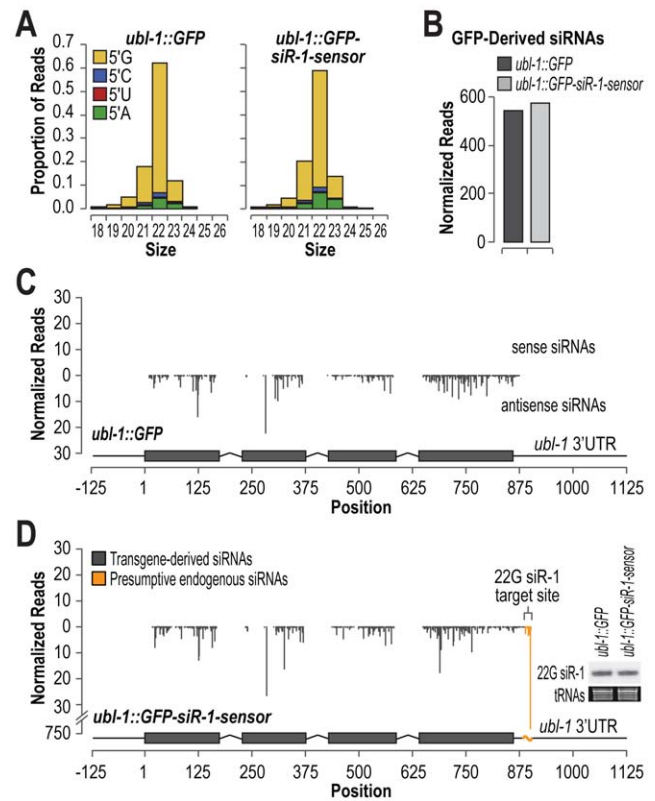 A
ubl-1::GFP
ubl-1::GFP-
siR-1-sensor
Proportion of Reads
0.7
0.6
0.5
0.4
0.3
0.2
0.1
0.0
5'G
5'C
5'U
5'A
18 19 20 21 22 23 24 25 26
Size
18 19 20 21 22 23 24 25 26
Size
B
GFP-Derived siRNAs
ubl-1::GFP
ubl-1::GFP-siR-1-sensor
Normalized Reads
600
400
200
0
C
Normalized Reads
30
20
10
0
10
20
30
sense siRNAs
antisense siRNAs
ubl-1::GFP
ubl-1 3'UTR
-125 1 125 250 375 500 625 750 875 1000 1125
Position
D
Normalized Reads
30
20
10
0
10
20
30
750
Transgene-derived siRNAs
Presumptive endogenous siRNAs
22G siR-1
target site
ubl-1::GFP
ubl-1::GFP-siR-1-sensor
22G siR-1
tRNAs
ubl-1::GFP-siR-1-sensor
ubl-1 3'UTR
-125 1 125 250 375 500 625 750 875 1000 1125
Position